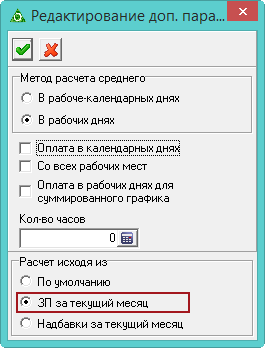 Редактирование доп. пара...
Метод расчета среднего
В рабоче-календарных днях
В рабочих днях
Оплата в календарных днях
Со всех рабочих мест
Оплата в рабочих днях для
суммированного графика
Кол-во часов
0
Расчет исходя из
По умолчанию
ЗП за текущий месяц
Надбавки за текущий месяц